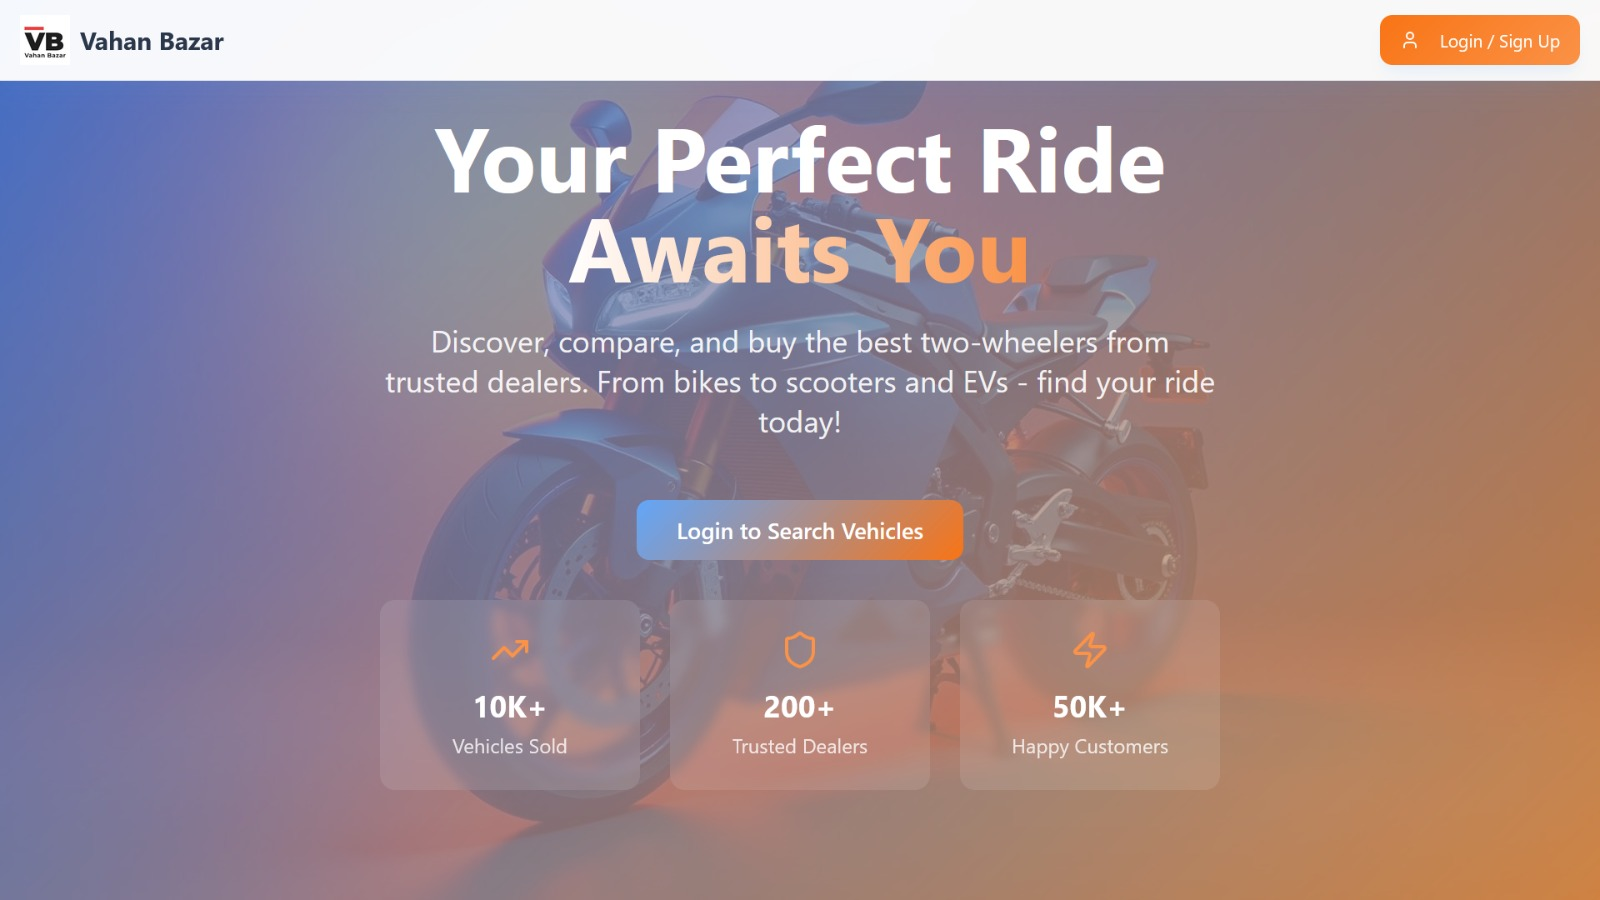 VB
Vahan Bazar
Vahan Bazar
Login / Sign Up
Your Perfect Ride
Awaits You
Discover, compare, and buy the best two-wheelers from
trusted dealers. From bikes to scooters and EVs - find your ride
today!
Login to Search Vehicles
10K+
Vehicles Sold
200+
Trusted Dealers
50K+
Happy Customers